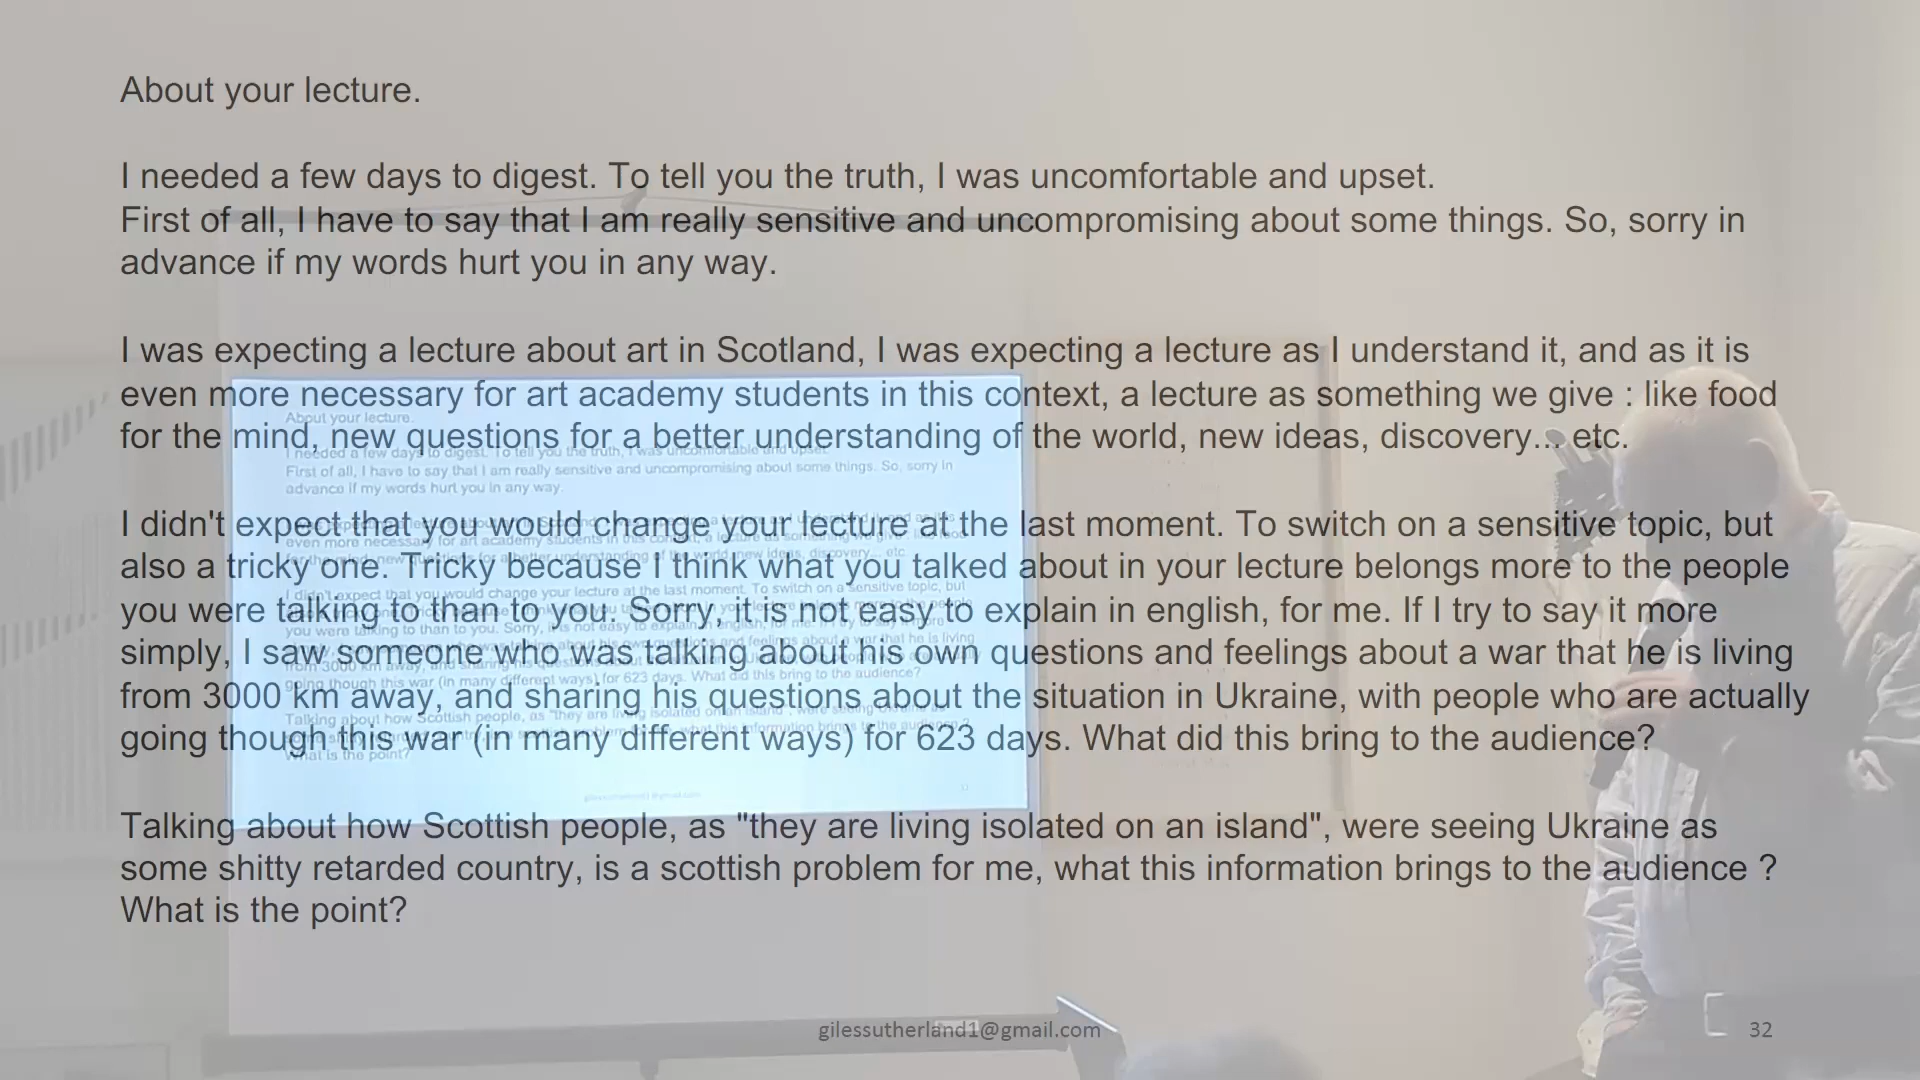 About your lecture.
I needed a few days to digest. To tell you the truth, I was uncomfortable and upset.
First of all, I have to say that I am really sensitive and uncompromising about some things. So, sorry in
advance if my words hurt you in any way.
I was expecting a lecture about art in Scotland, I was expecting a lecture as I understand it, and as it is
even more necessary for art academy students in this context, a lecture as something we give : like food
for the mind, new questions for a better understanding of the world, new ideas, discovery... etc.
I didn't expect that you would change your lecture at the last moment. To switch on a sensitive topic, but
also a tricky one. Tricky because I think what you talked about in your lecture belongs more to the people
you were talking to than to you. Sorry, it is not easy to explain in english, for me. If I try to say it more
simply, I saw someone who was talking about his own questions and feelings about a war that he is living
from 3000 km away, and sharing his questions about the situation in Ukraine, with people who are actually
going though this war (in many different ways) for 623 days. What did this bring to the audience?
Talking about how Scottish people, as "they are living isolated on an island", were seeing Ukraine as
some shitty retarded country, is a scottish problem for me, what this information brings to the audience ?
What is the point?
gilessutherland1@gmail.com
32